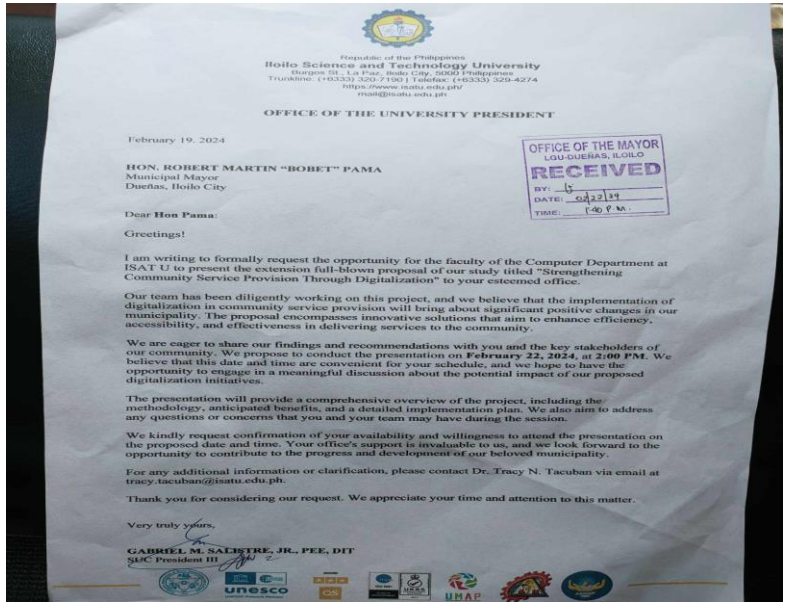 Republic of the Philippines
Iloilo Science and Technology University
Burgos St., La Paz, Iloilo City, 5000 Philippines
Trunkline: (+6333) 320-7190 | Telefax: (+6333) 329-4274
https://www.isatu.edu.ph/
mail@isatu.edu.ph
OFFICE OF THE UNIVERSITY PRESIDENT
February 19, 2024
OFFICE OF THE MAYOR
LGU-DUEÑAS, ILOILO
RECEIVED
BY:
DATE: 02/22/24
TIME: 1:40 P.M.
HON. ROBERT MARTIN “BOBET” PAMA
Municipal Mayor
Dueñas, Iloilo City
Dear Hon Pama:
Greetings!
I am writing to formally request the opportunity for the faculty of the Computer Department at
ISAT U to present the extension full-blown proposal of our study titled "Strengthening
Community Service Provision Through Digitalization" to your esteemed office.
Our team has been diligently working on this project, and we believe that the implementation of
digitalization in community service provision will bring about significant positive changes in our
municipality. The proposal encompasses innovative solutions that aim to enhance efficiency,
accessibility, and effectiveness in delivering services to the community.
We are eager to share our findings and recommendations with you and the key stakeholders of
our community. We propose to conduct the presentation on February 22, 2024, at 2:00 PM. We
believe that this date and time are convenient for your schedule, and we hope to have the
opportunity to engage in a meaningful discussion about the potential impact of our proposed
digitalization initiatives.
The presentation will provide a comprehensive overview of the project, including the
methodology, anticipated benefits, and a detailed implementation plan. We also aim to address
any questions or concerns that you and your team may have during the session.
We kindly request confirmation of your availability and willingness to attend the presentation on
the proposed date and time. Your office's support is invaluable to us, and we look forward to the
opportunity to contribute to the progress and development of our beloved municipality.
For any additional information or clarification, please contact Dr. Tracy N. Tacuban via email at
tracy.tacuban@isatu.edu.ph.
Thank you for considering our request. We appreciate your time and attention to this matter.
Very truly yours,
GABRIEL M. SALISTRE, JR., PEE, DIT
SUC President III
unesco
QS
UMAP